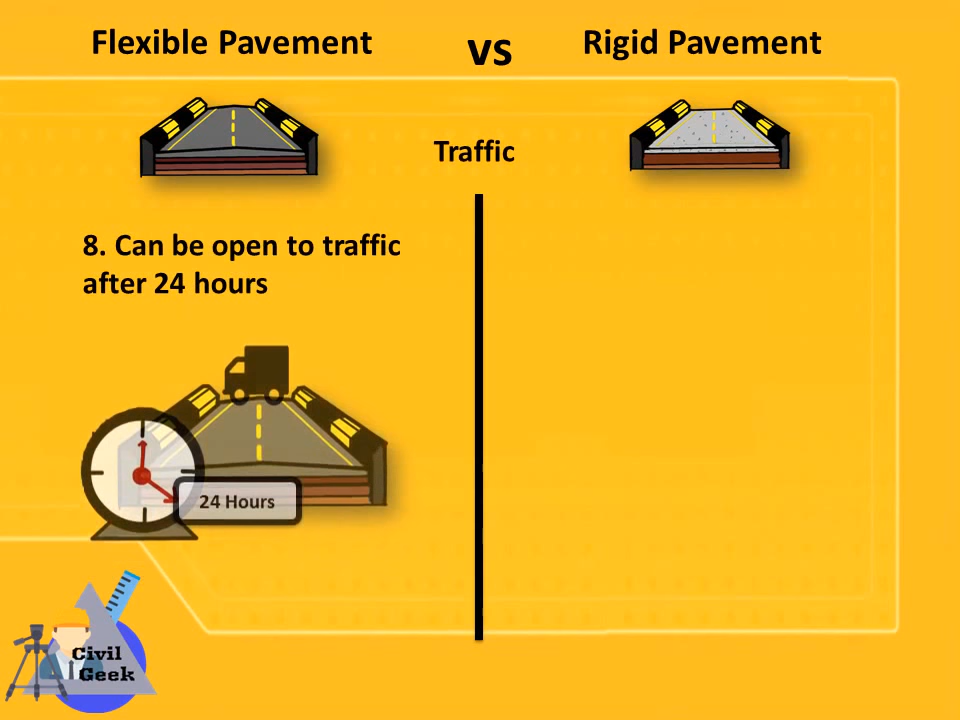 Flexible Pavement
vs
Rigid Pavement
Traffic
8. Can be open to traffic
after 24 hours
24 Hours
Civil
Geek